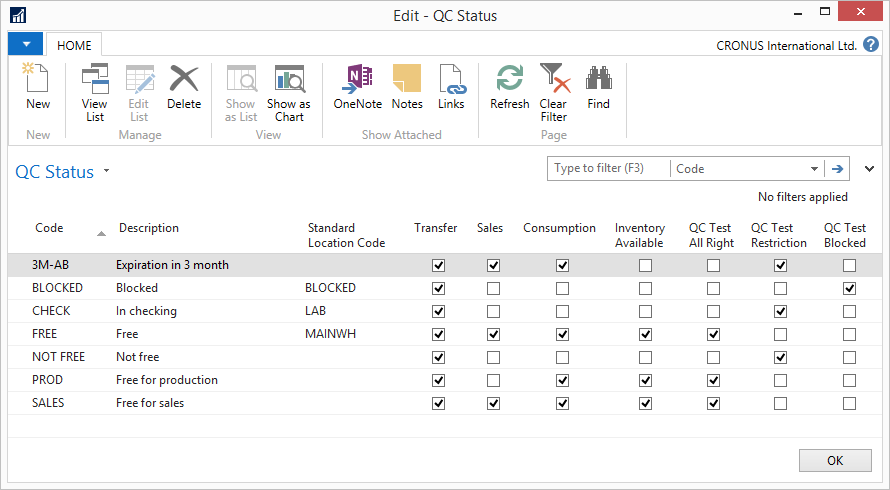 Edit - QC Status
HOME
CRONUS International Ltd.
New
View List
Edit List
Delete
Show as List
Show as Chart
OneNote
Notes
Links
Refresh
Clear Filter
Find
New
Manage
View
Show Attached
Page
QC Status
Type to filter (F3)
Code
No filters applied
Code Description Standard Location Code Transfer Sales Consumption Inventory Available QC Test All Right QC Test Restriction QC Test Blocked
3M-AB Expiration in 3 month
BLOCKED Blocked BLOCKED
CHECK In checking LAB
FREE Free MAINWH
NOT FREE Not free
PROD Free for production
SALES Free for sales
OK